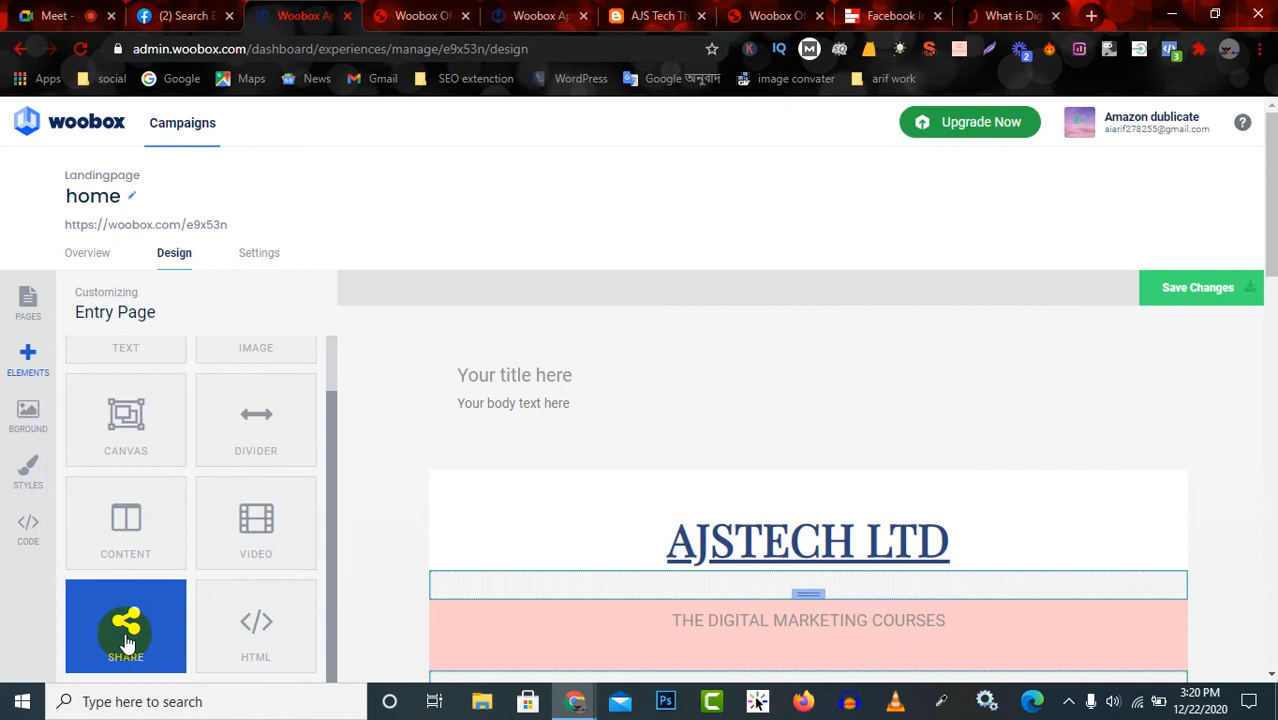 Meet -
(2) Search E
Woobox Ap
Woobox Of
Woobox Ap
AJS Tech Th
Woobox Of
Facebook In
What is Dig
admin.woobox.com/dashboard/experiences/manage/e9x53n/design
Apps
social
Google
Maps
News
Gmail
SEO extenction
WordPress
Google অনুবাদ
image convater
arif work
woobox
Campaigns
Upgrade Now
Amazon dublicate
aiarif278255@gmail.com
Landingpage
home
https://woobox.com/e9x53n
Overview
Design
Settings
Customizing
Entry Page
Save Changes
PAGES
ELEMENTS
BGROUND
STYLES
CODE
TEXT
IMAGE
CANVAS
DIVIDER
CONTENT
VIDEO
SHARE
HTML
Your title here
Your body text here
AJSTECH LTD
THE DIGITAL MARKETING COURSES
Type here to search
3:20 PM
12/22/2020